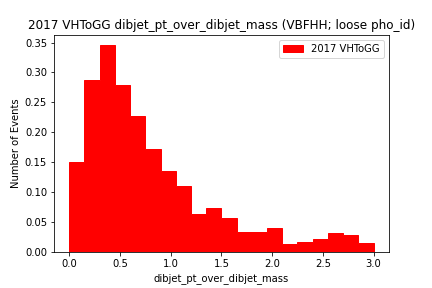 2017 VHToGG dibjet_pt_over_dibjet_mass (VBFHH; loose pho_id)
2017 VHToGG
Number of Events
0.35
0.30
0.25
0.20
0.15
0.10
0.05
0.00
0.0 0.5 1.0 1.5 2.0 2.5 3.0
dibjet_pt_over_dibjet_mass